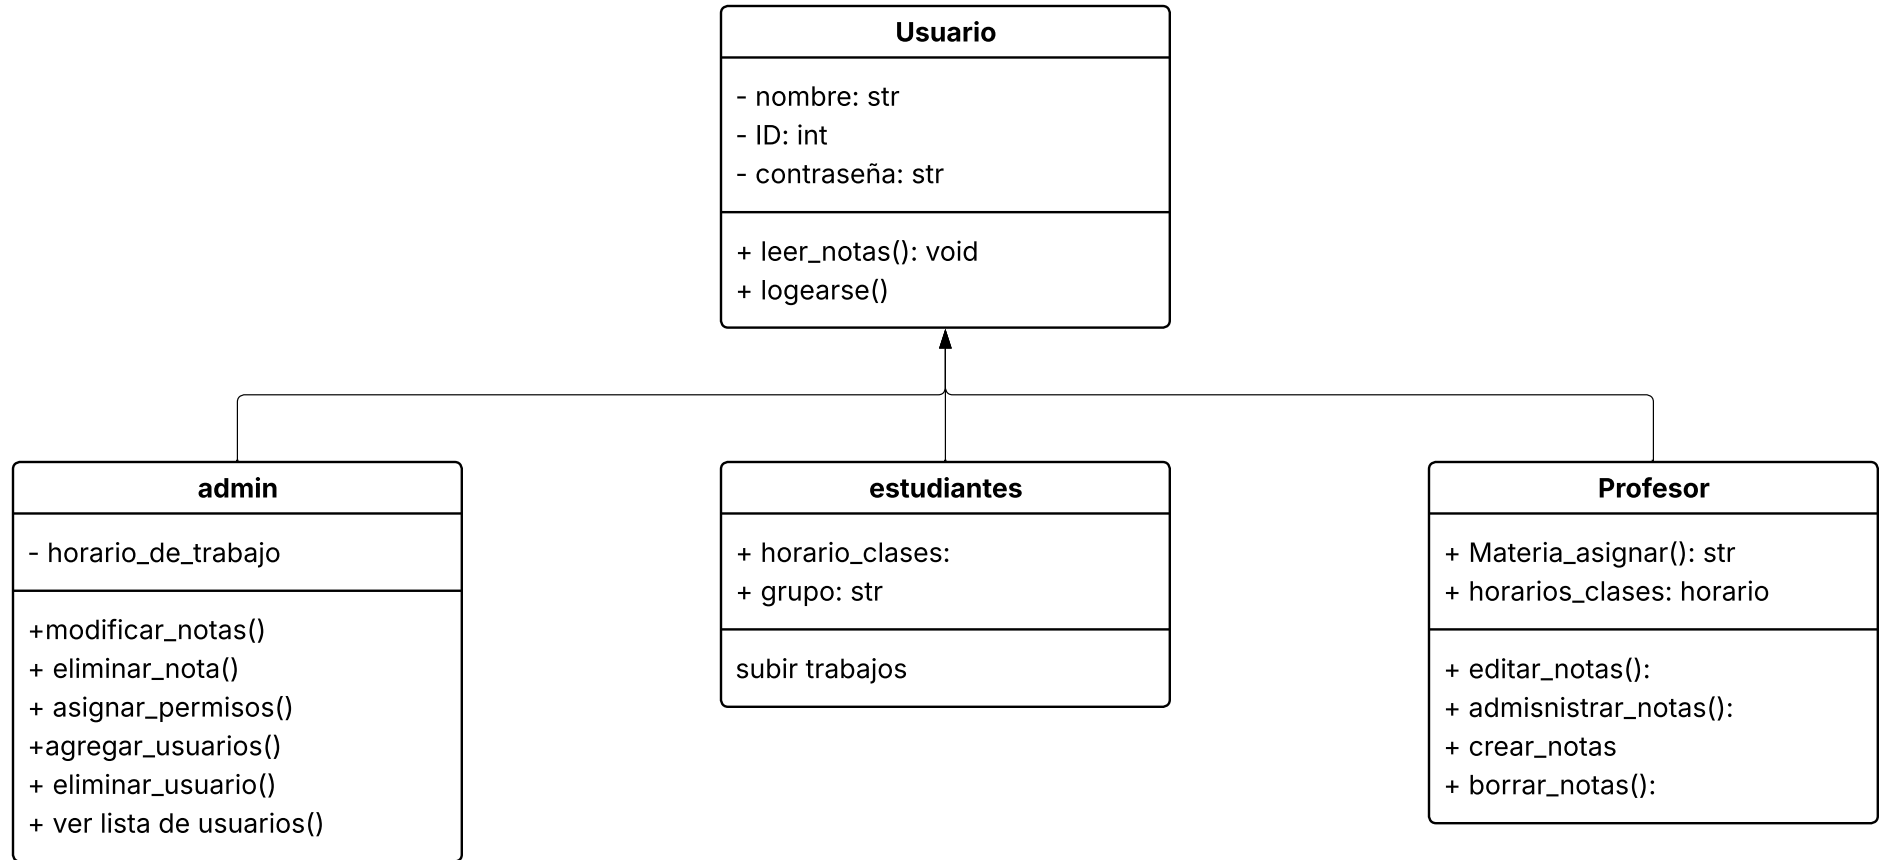 Usuario
- nombre: str
- ID: int
- contraseña: str
+ leer_notas(): void
+ logearse()
admin
- horario_de_trabajo
+modificar_notas()
+ eliminar_nota()
+ asignar_permisos()
+agregar_usuarios()
+ eliminar_usuario()
+ ver lista de usuarios()
estudiantes
+ horario_clases:
+ grupo: str
subir trabajos
Profesor
+ Materia_asignar(): str
+ horarios_clases: horario
+ editar_notas():
+ admisnistrar_notas():
+ crear_notas
+ borrar_notas():